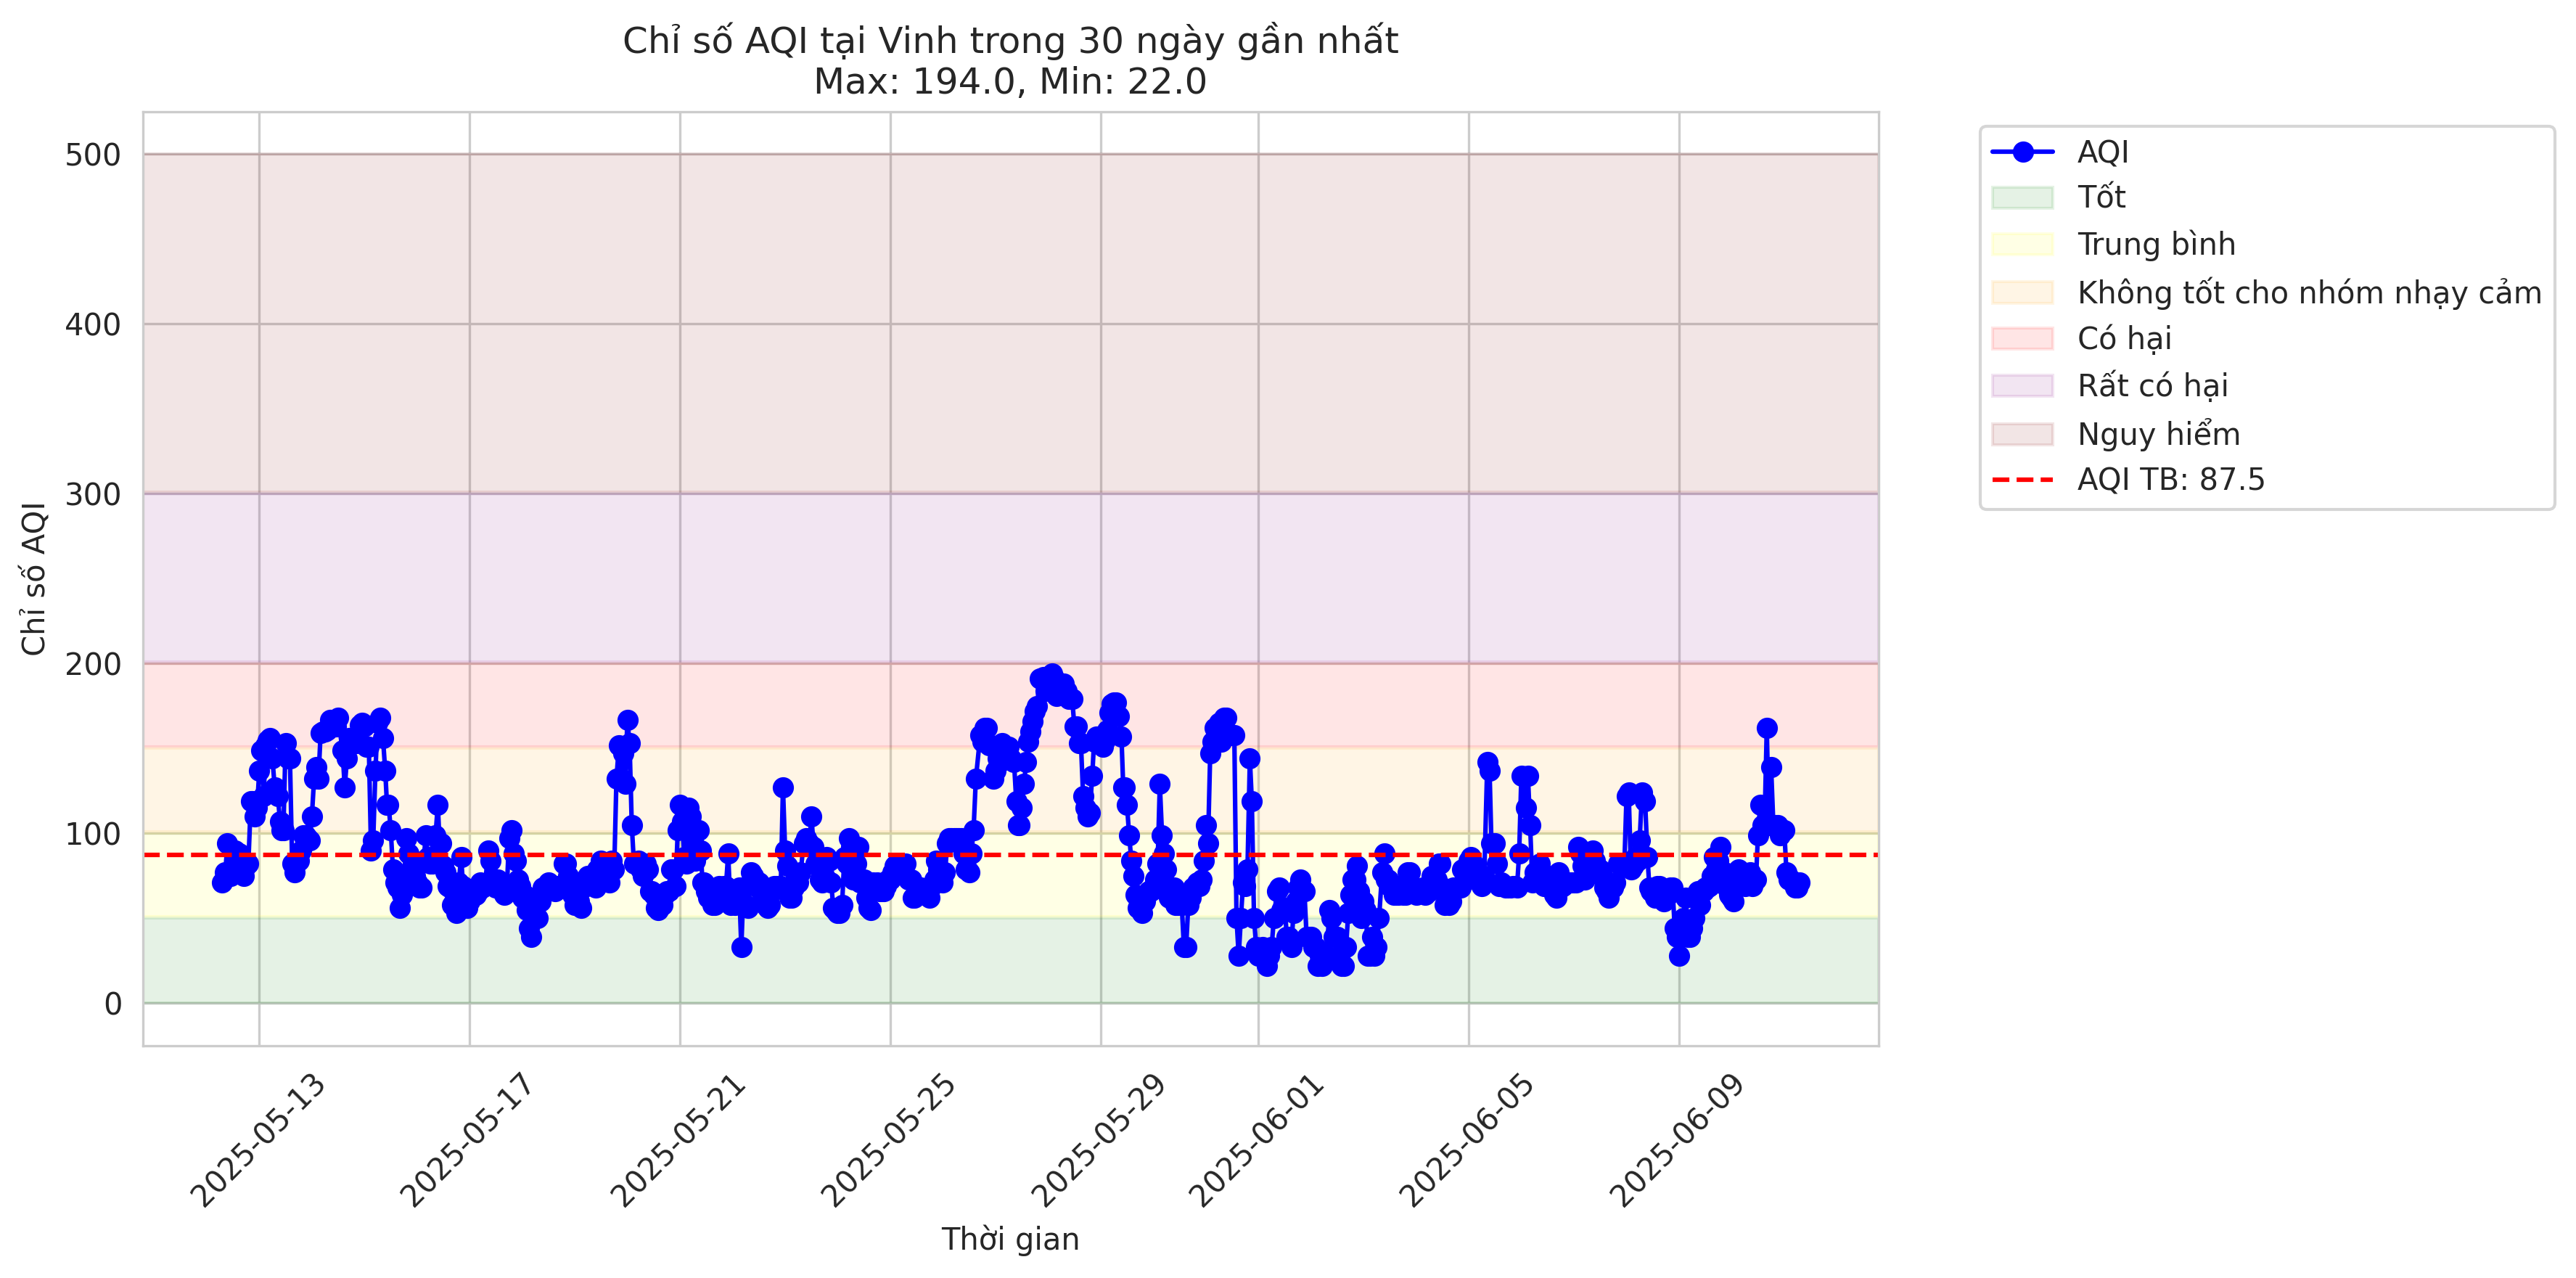 Chỉ số AQI tại Vinh trong 30 ngày gần nhất
Max: 194.0, Min: 22.0
Chỉ số AQI
500
400
300
200
100
0
2025-05-13
2025-05-17
2025-05-21
2025-05-25
2025-05-29
2025-06-01
2025-06-05
2025-06-09
Thời gian
AQI
Tốt
Trung bình
Không tốt cho nhóm nhạy cảm
Có hại
Rất có hại
Nguy hiểm
AQI TB: 87.5